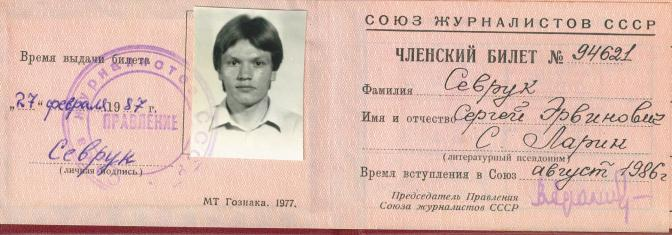 Время выдачи билета
„27“ февраля 1987 г.
ПРАВЛЕНИЕ
Севрук
(личная подпись)
МТ Гознака. 1977.
СОЮЗ ЖУРНАЛИСТОВ СССР
ЧЛЕНСКИЙ БИЛЕТ № 94621
Фамилия Севрук
Имя и отчество Сергей Эрвинович
С. Ларин
(литературный псевдоним)
Время вступления в Союз август 1986 г
Председатель Правления
Союза журналистов СССР